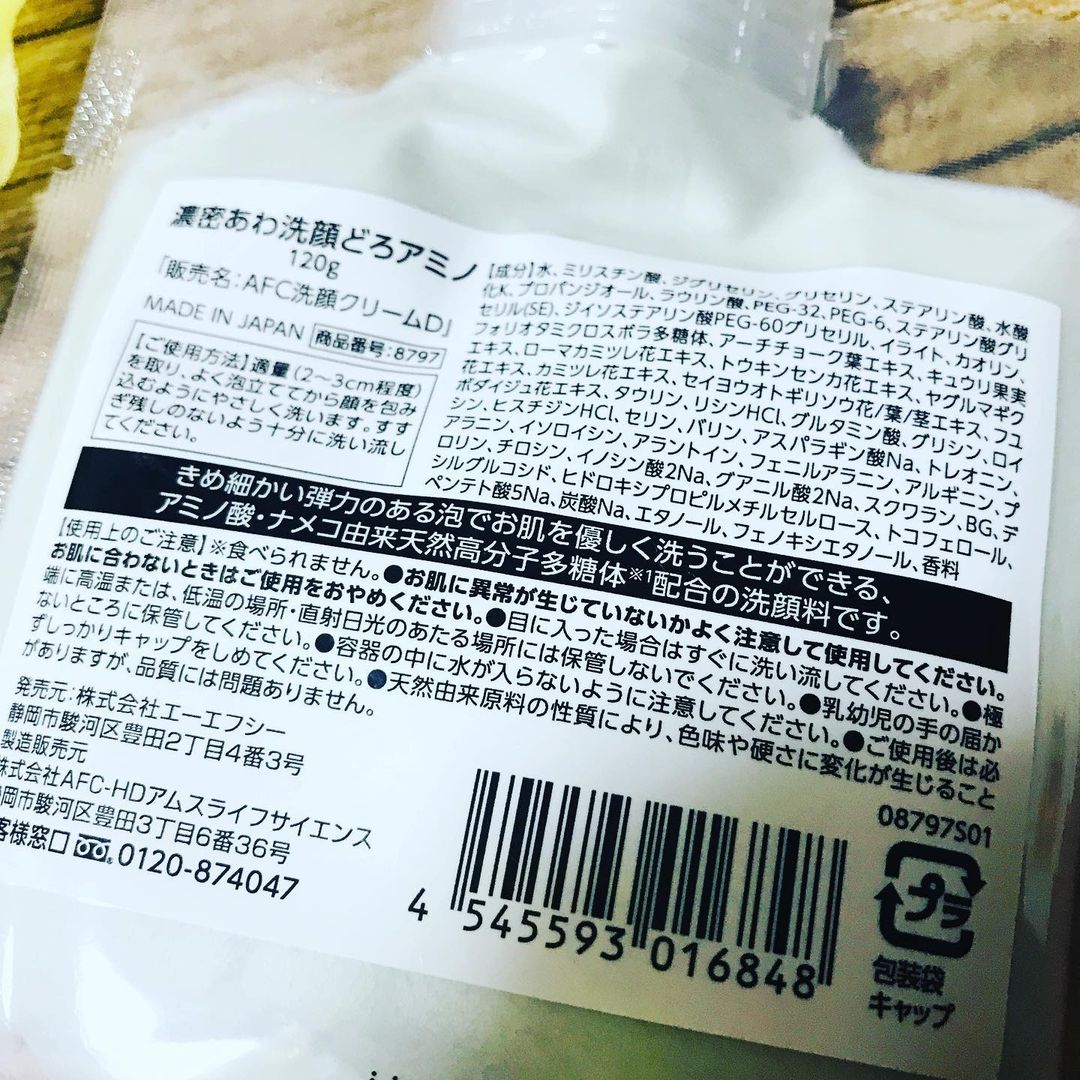 濃密あわ洗顔どろアミノ
120g
「販売名:AFC洗顔クリームD」
MADE IN JAPAN 商品番号:8797
【ご使用方法】適量(2〜3cm程度)
を取り、よく泡立ててから顔を包み
込むようにやさしく洗います。すす
ぎ残しのないよう十分に洗い流し
てください。
【成分】水、ミリスチン酸、ジグリセリン、グリセリン、ステアリン酸、水酸
化K、プロパンジオール、ラウリン酸、PEG-32、PEG-6、ステアリン酸グリ
セリル(SE)、ジイソステアリン酸PEG-60グリセリル、イライト、カオリン、
フォリオタミクロスポラ多糖体、アーチチョーク葉エキス、キュウリ果実
エキス、ローマカミツレ花エキス、トウキンセンカ花エキス、ヤグルマギク
花エキス、カミツレ花エキス、セイヨウオトギリソウ花/葉/茎エキス、フユ
ボダイジュ花エキス、タウリン、リシンHCl、グルタミン酸、グリシン、ロイ
シン、ヒスチジンHCl、セリン、バリン、アスパラギン酸Na、トレオニン、
アラニン、イソロイシン、アラントイン、フェニルアラニン、アルギニン、プ
ロリン、チロシン、イノシン酸2Na、グアニル酸2Na、スクワラン、BG、デ
シルグルコシド、ヒドロキシプロピルメチルセルロース、トコフェロール、
ペンテト酸5Na、炭酸Na、エタノール、フェノキシエタノール、香料
きめ細かい弾力のある泡でお肌を優しく洗うことができる、
アミノ酸・ナメコ由来天然高分子多糖体※1配合の洗顔料です。
【使用上のご注意】※食べられません。●お肌に異常が生じていないかよく注意して使用してください。
お肌に合わないときはご使用をおやめください。●目に入った場合はすぐに洗い流してください。●極
端に高温または、低温の場所・直射日光のあたる場所には保管しないでください。●乳幼児の手の届か
ないところに保管してください。●容器の中に水が入らないように注意してください。●ご使用後は必
ずしっかりキャップをしめてください。●天然由来原料の性質により、色味や硬さに変化が生じること
がありますが、品質には問題ありません。
発売元:株式会社エーエフシー
静岡市駿河区豊田2丁目4番3号
製造販売元
株式会社AFC-HDアムスライフサイエンス
静岡市駿河区豊田3丁目6番36号
客様窓口 0120-874047
08797S01
プラ
包装袋
キャップ
4 545593 016848